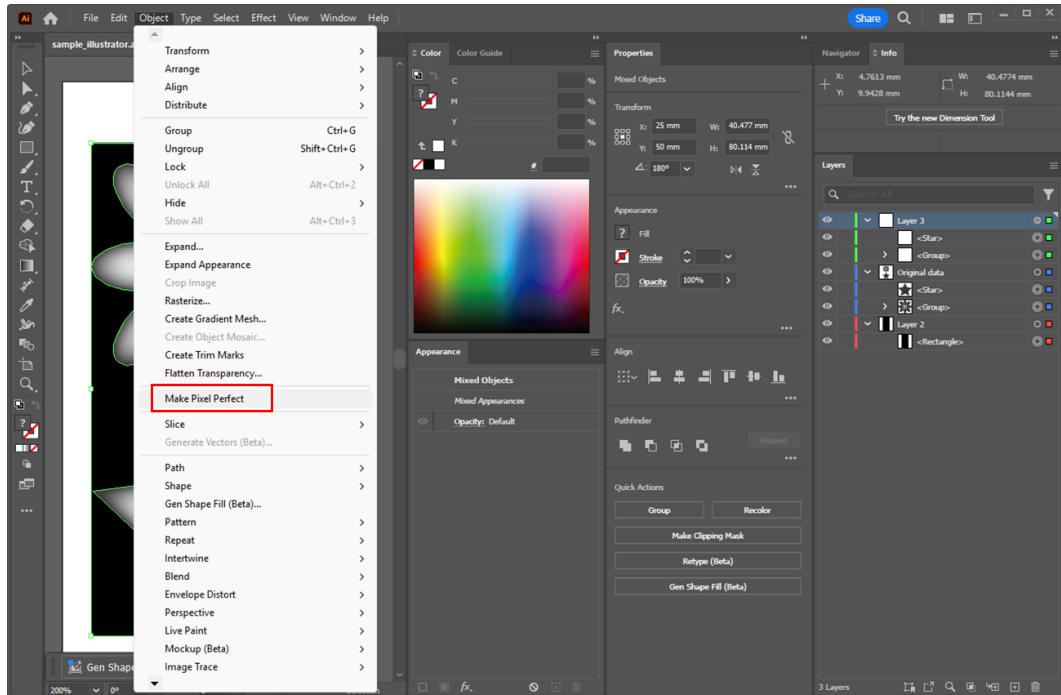 Ai File Edit Object Type Select Effect View Window Help Share
sample_illustrator.a
Transform
Arrange
Align
Distribute
Group Ctrl+G
Ungroup Shift+Ctrl+G
Lock
Unlock All Alt+Ctrl+2
Hide
Show All Alt+Ctrl+3
Expand...
Expand Appearance
Crop Image
Rasterize...
Create Gradient Mesh...
Create Object Mosaic...
Create Trim Marks
Flatten Transparency...
Make Pixel Perfect
Slice
Generate Vectors (Beta)...
Path
Shape
Gen Shape Fill (Beta)...
Pattern
Repeat
Intertwine
Blend
Envelope Distort
Perspective
Live Paint
Mockup (Beta)
Image Trace
Gen Shape
200% 0°
Color Color Guide
C %
M %
Y %
K %
#
Appearance
Mixed Objects
Mixed Appearances
Opacity: Default
fx.
Properties
Mixed Objects
Transform
X: 25 mm W: 40.477 mm
Y: 50 mm H: 80.114 mm
180°
Appearance
? Fill
Stroke
Opacity 100%
fx.
Align
Pathfinder
Expand
Quick Actions
Group Recolor
Make Clipping Mask
Retype (Beta)
Gen Shape Fill (Beta)
Navigator Info
X: 4.7613 mm W: 40.4774 mm
Y: 9.9428 mm H: 80.1144 mm
Try the new Dimension Tool
Layers
Search All
Layer 3
<Star>
<Group>
Original data
<Star>
<Group>
Layer 2
<Rectangle>
3 Layers